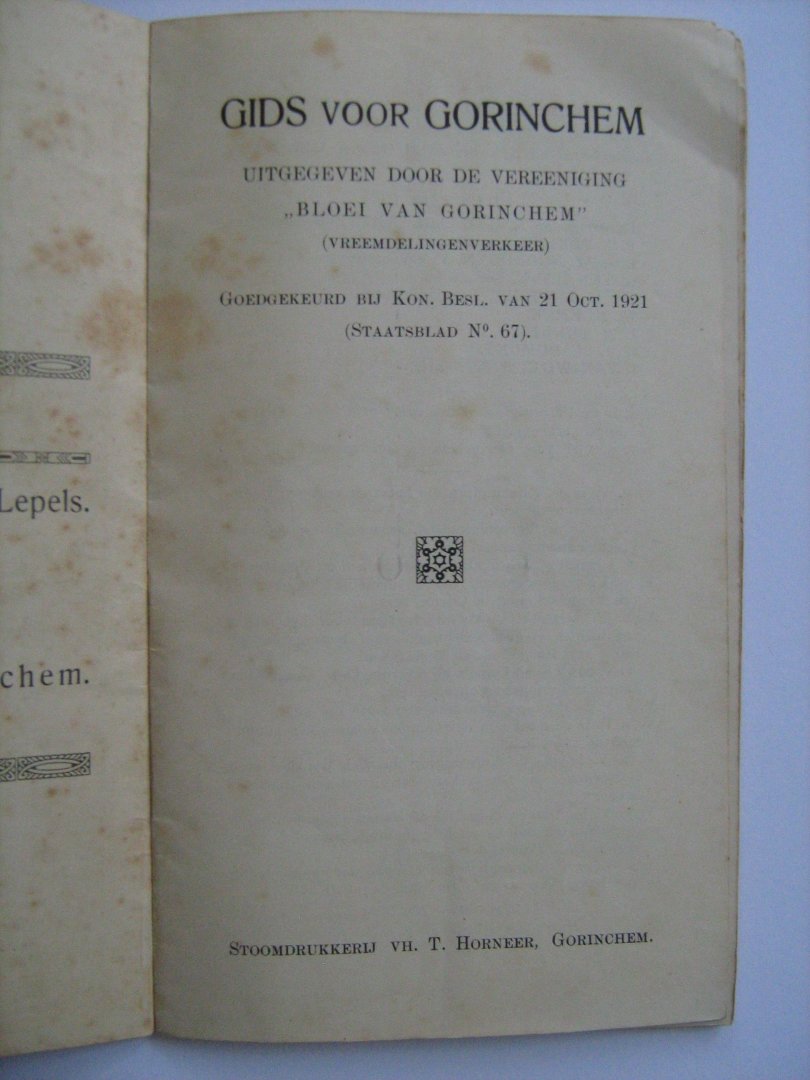 Lepels.
chem.
GIDS VOOR GORINCHEM
UITGEGEVEN DOOR DE VEREENIGING
„BLOEI VAN GORINCHEM”
(VREEMDELINGENVERKEER)
GOEDGEKEURD BIJ KON. BESL. VAN 21 OCT. 1921
(STAATSBLAD Nº. 67).
STOOMDRUKKERIJ VH. T. HORNEER, GORINCHEM.